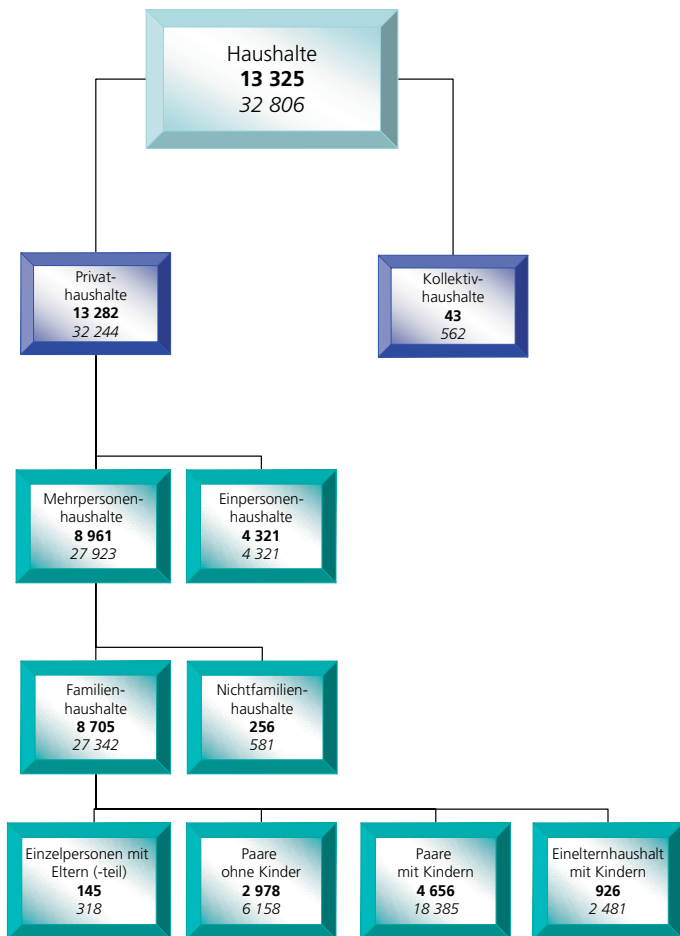 Haushalte
13 325
32 806
Privat-
haushalte
13 282
32 244
Kollektiv-
haushalte
43
562
Mehrpersonen-
haushalte
8 961
27 923
Einpersonen-
haushalte
4 321
4 321
Familien-
haushalte
8 705
27 342
Nichtfamilien-
haushalte
256
581
Einzelpersonen mit
Eltern (-teil)
145
318
Paare
ohne Kinder
2 978
6 158
Paare
mit Kindern
4 656
18 385
Einelternhaushalt
mit Kindern
926
2 481